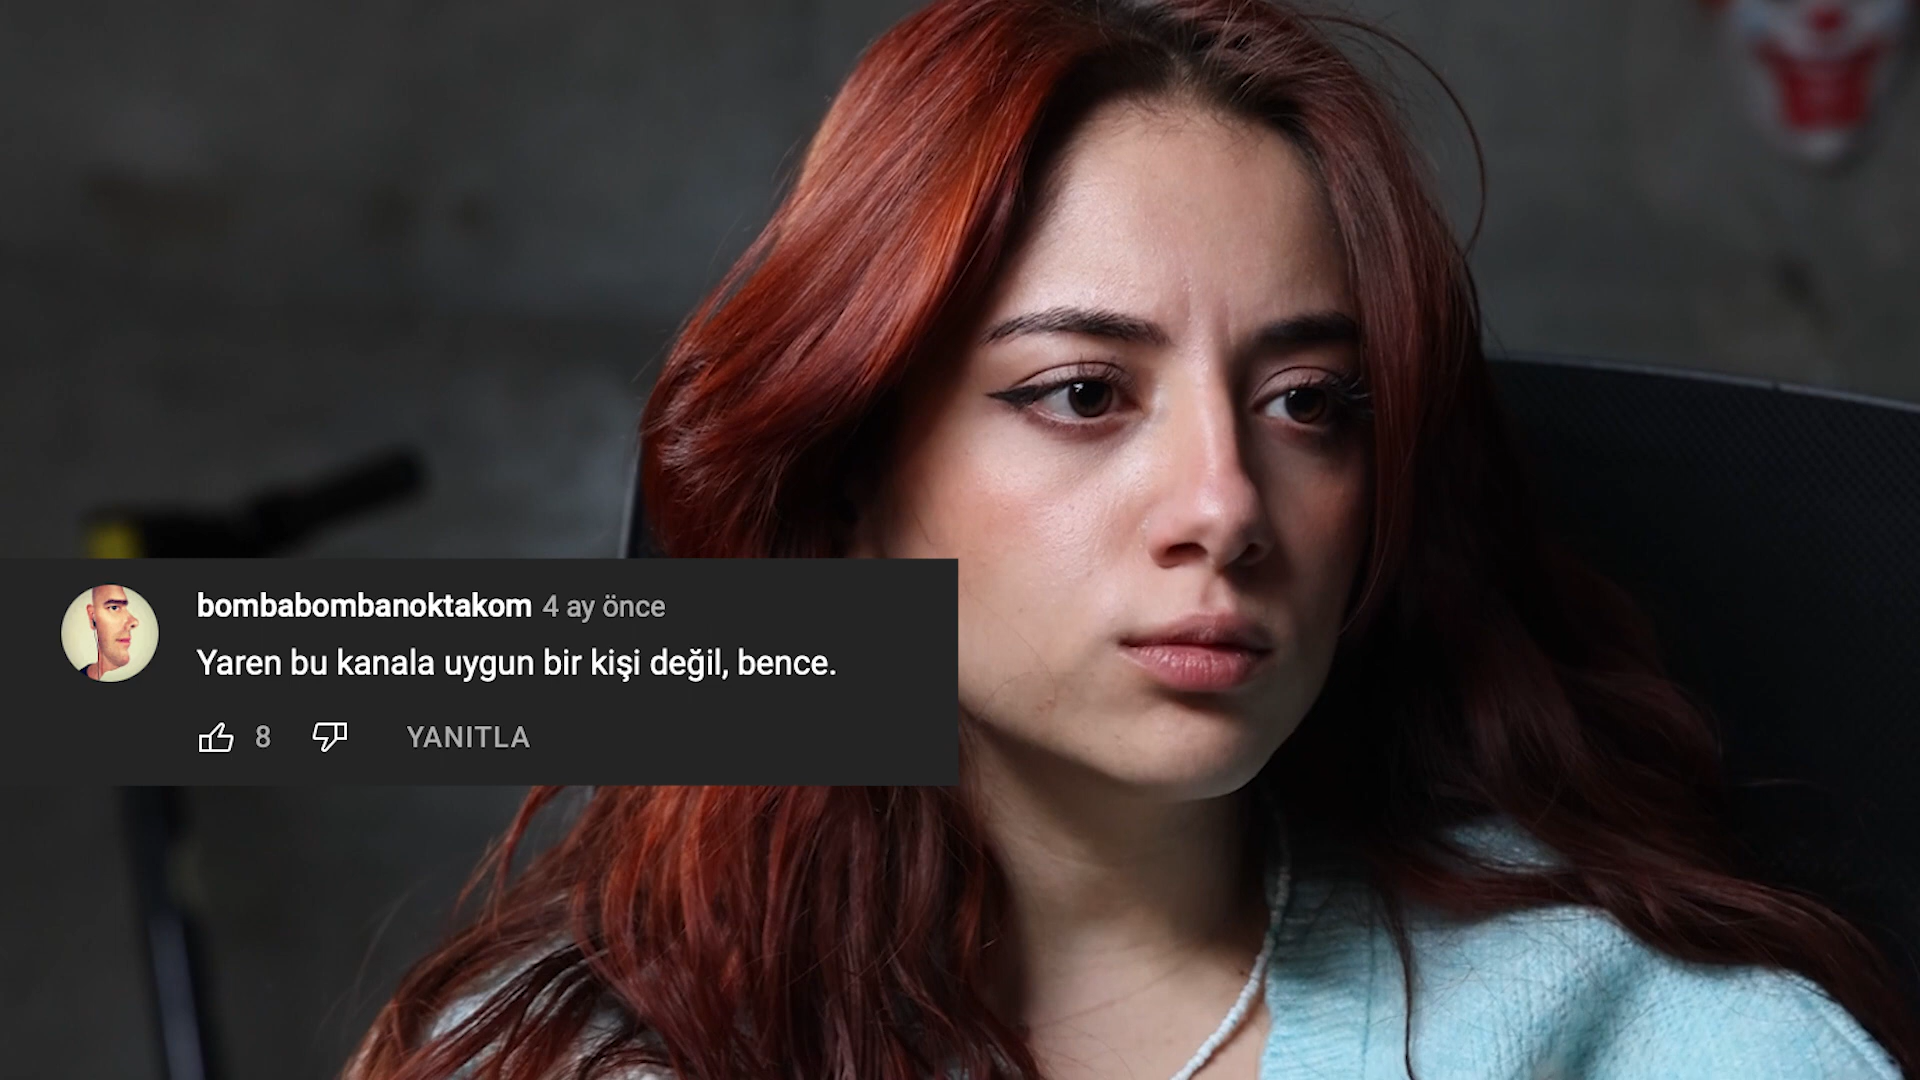 bombabombanoktakom 4 ay önce
Yaren bu kanala uygun bir kişi değil, bence.
8 YANITLA